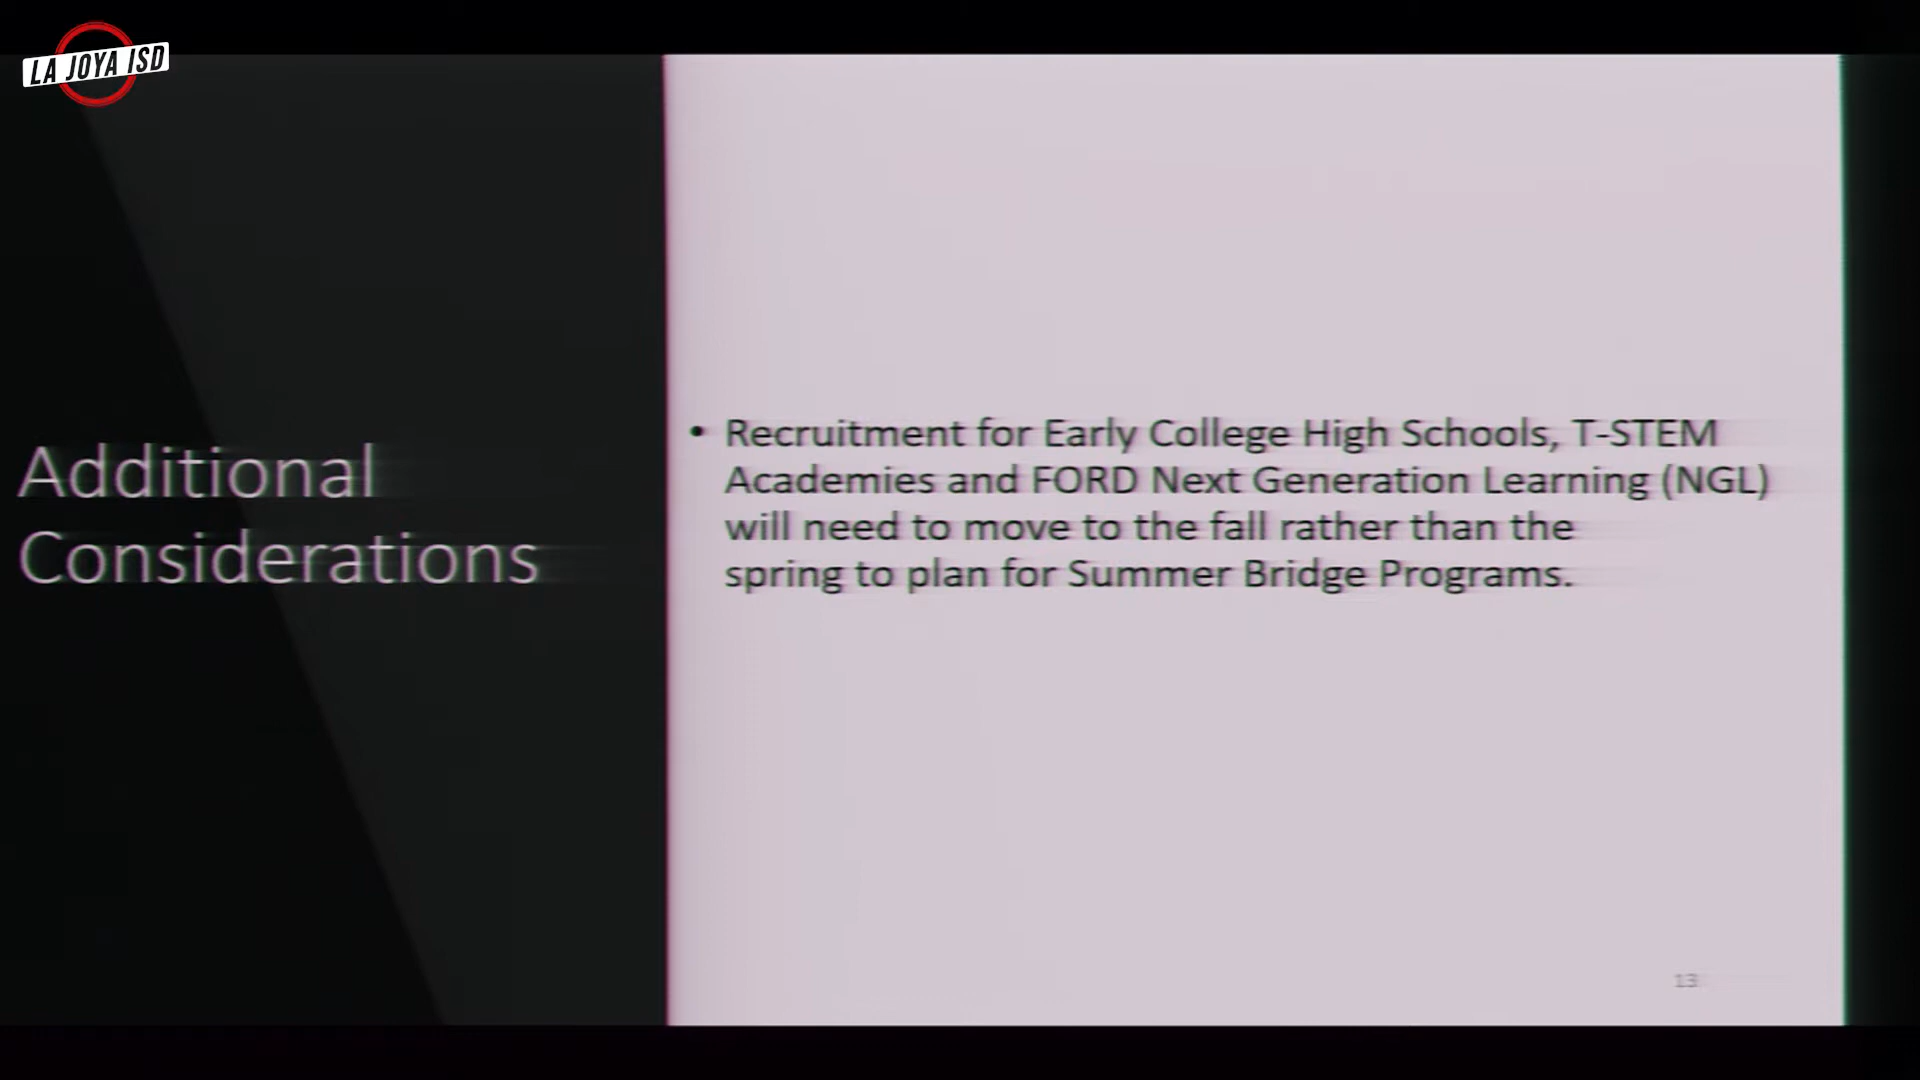 LA JOYA ISD
Additional
Considerations
• Recruitment for Early College High Schools, T-STEM
Academies and FORD Next Generation Learning (NGL)
will need to move to the fall rather than the
spring to plan for Summer Bridge Programs.
13